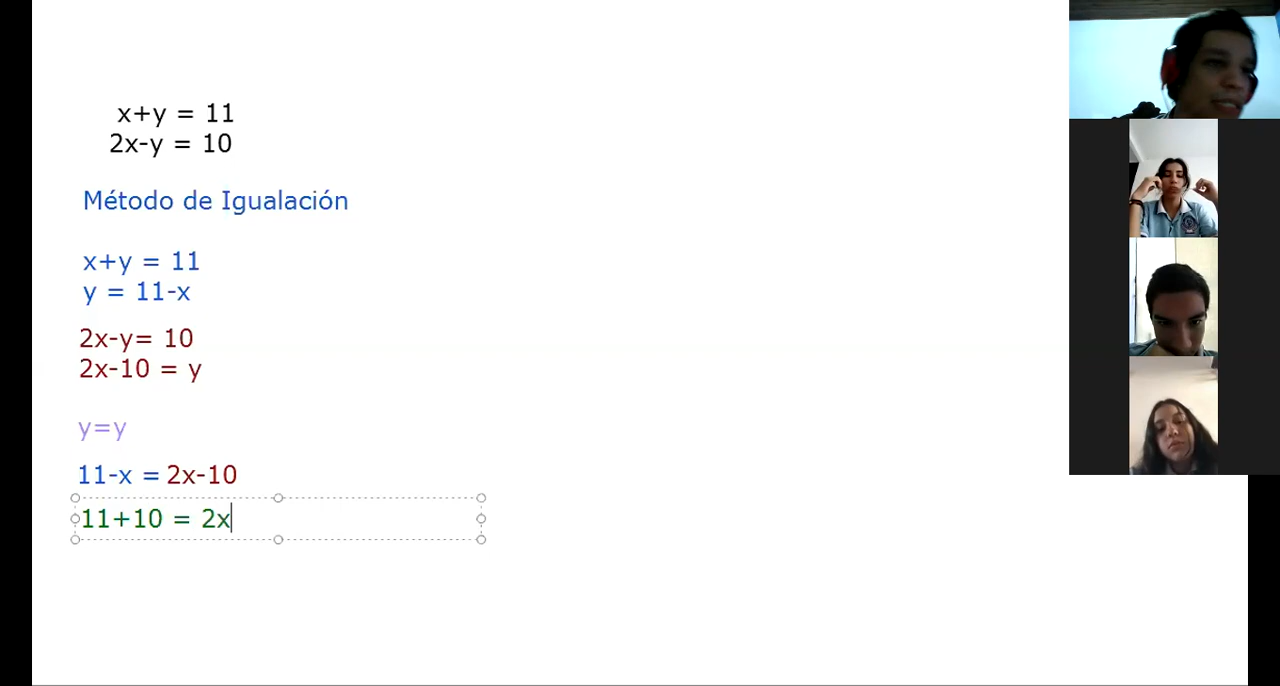 x+y = 11
2x-y = 10
Método de Igualación
x+y = 11
y = 11-x
2x-y= 10
2x-10 = y
y=y
11-x = 2x-10
11+10 = 2x